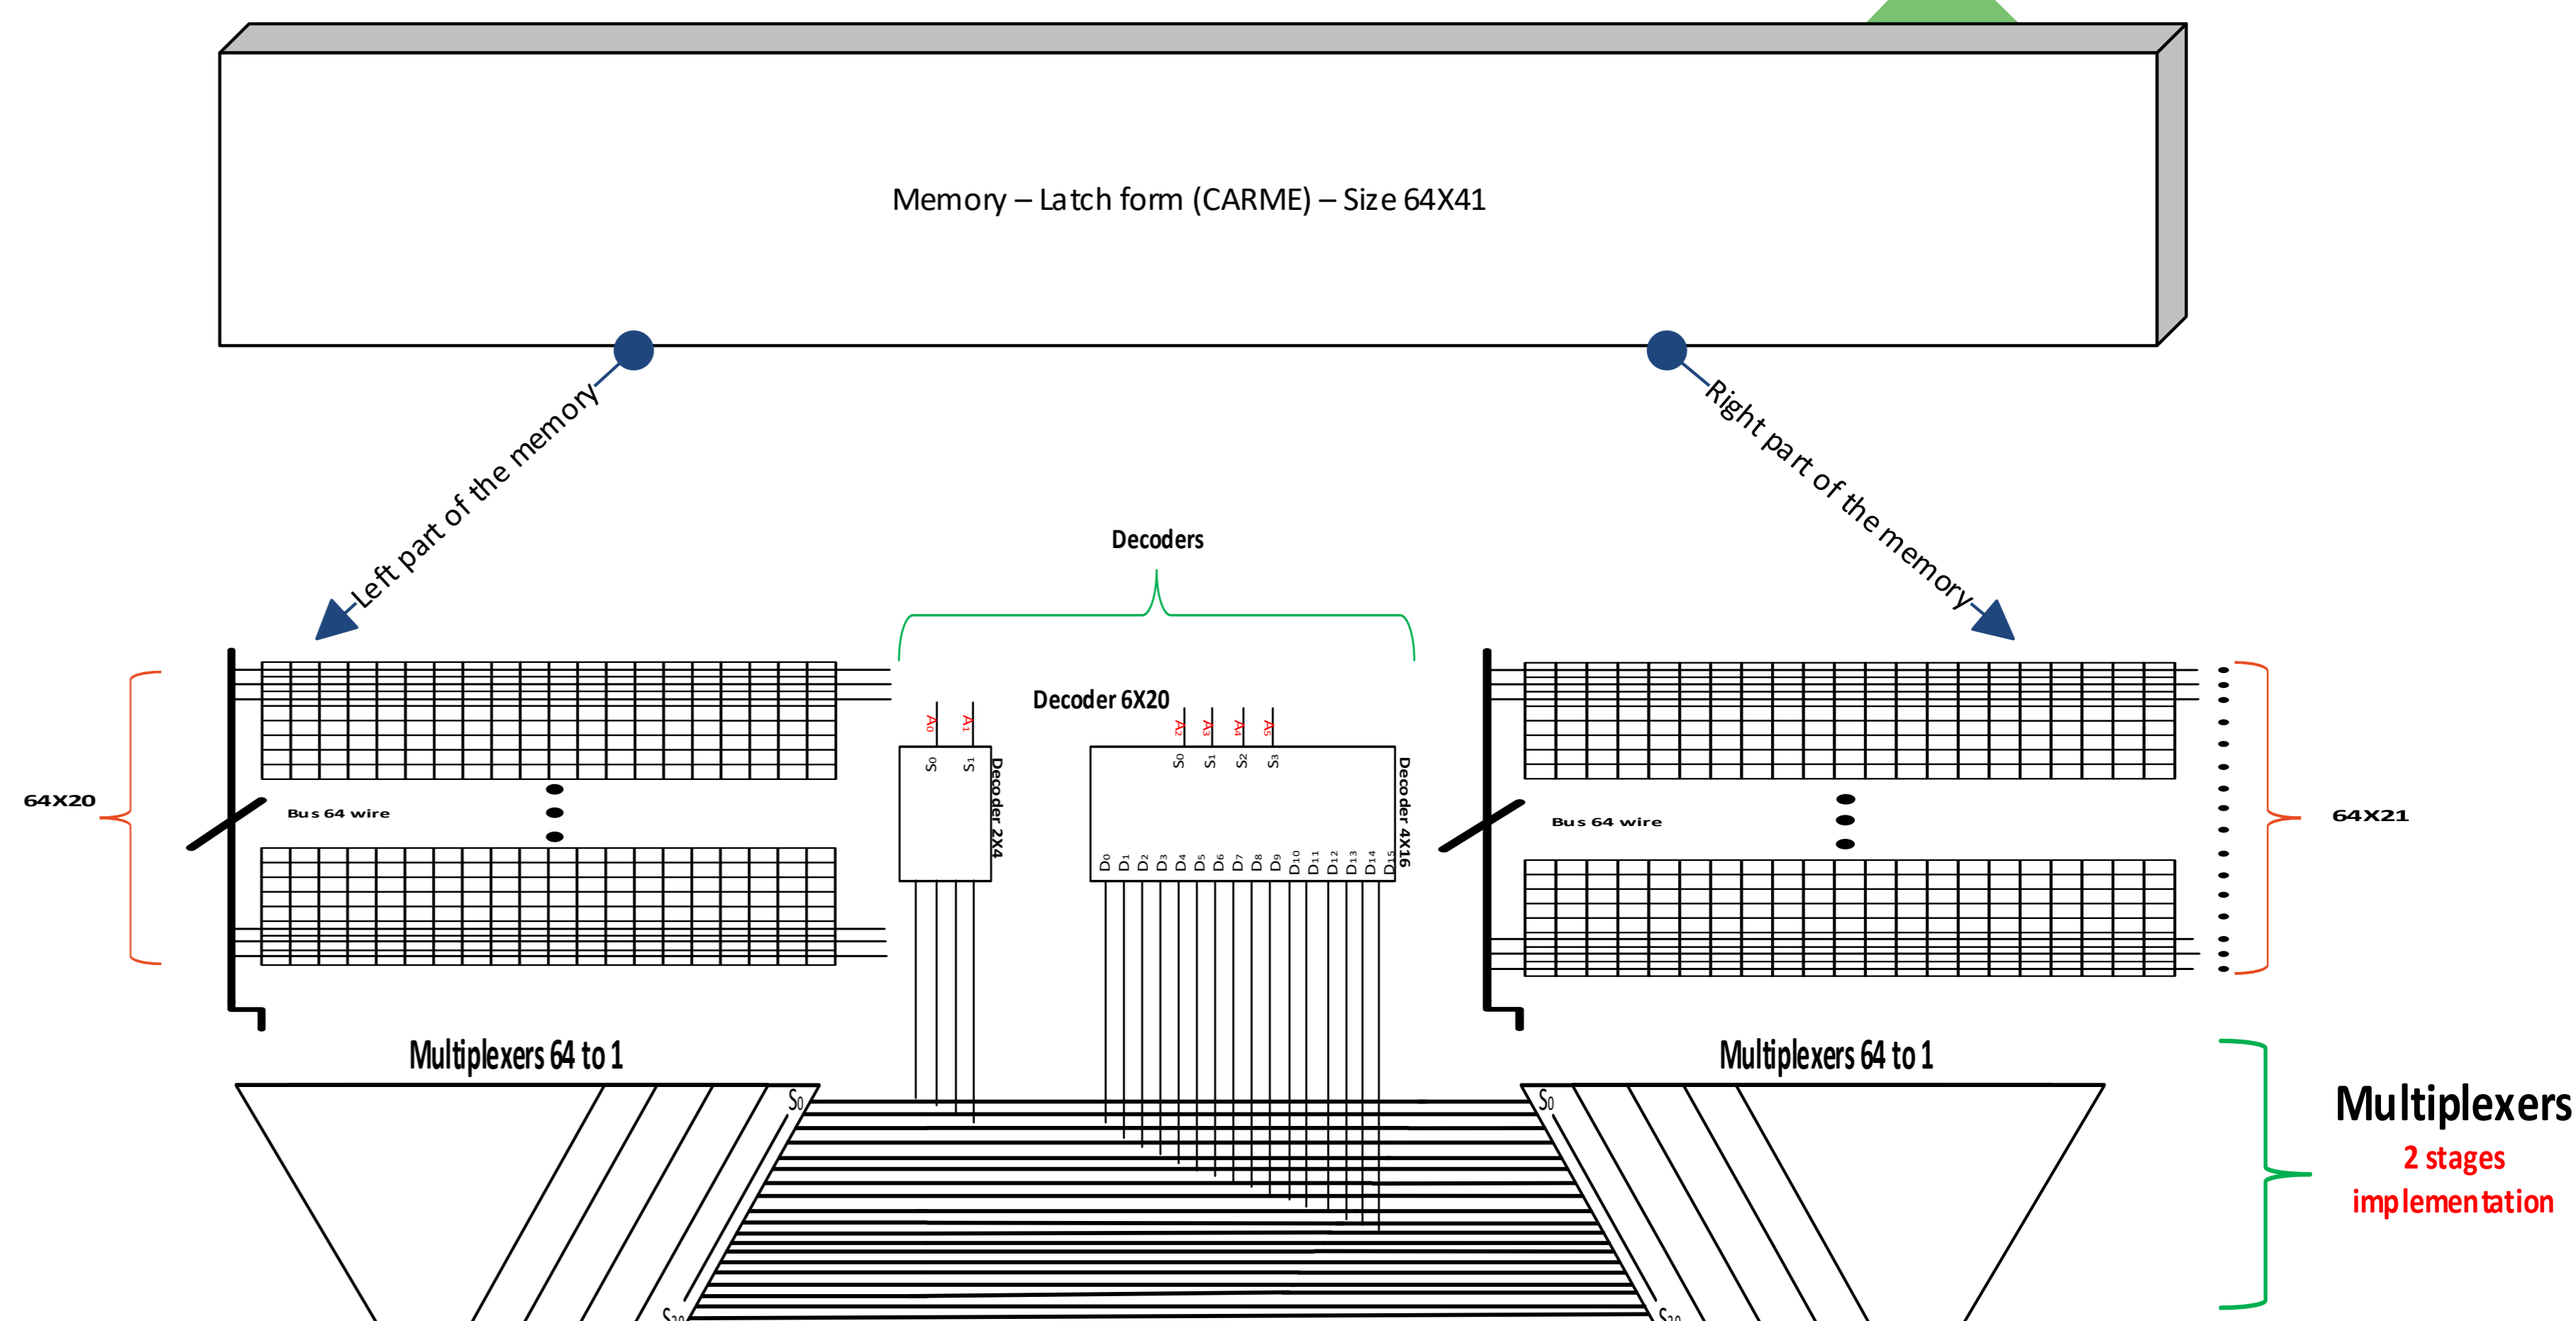 Memory – Latch form (CARME) – Size 64X41
Left part of the memory
Right part of the memory
Decoders
Decoder 6X20
A₀ A₁
S₀ S₁
Decoder 2X4
A₂ A₃ A₄ A₅
S₀ S₁ S₂ S₃
Decoder 4X16
D₀ D₁ D₂ D₃ D₄ D₅ D₆ D₇ D₈ D₉ D₁₀ D₁₁ D₁₂ D₁₃ D₁₄ D₁₅
64X20
Bus 64 wire
Bus 64 wire
64X21
Multiplexers 64 to 1
Multiplexers 64 to 1
S₀
S₀
Multiplexers
2 stages
implementation